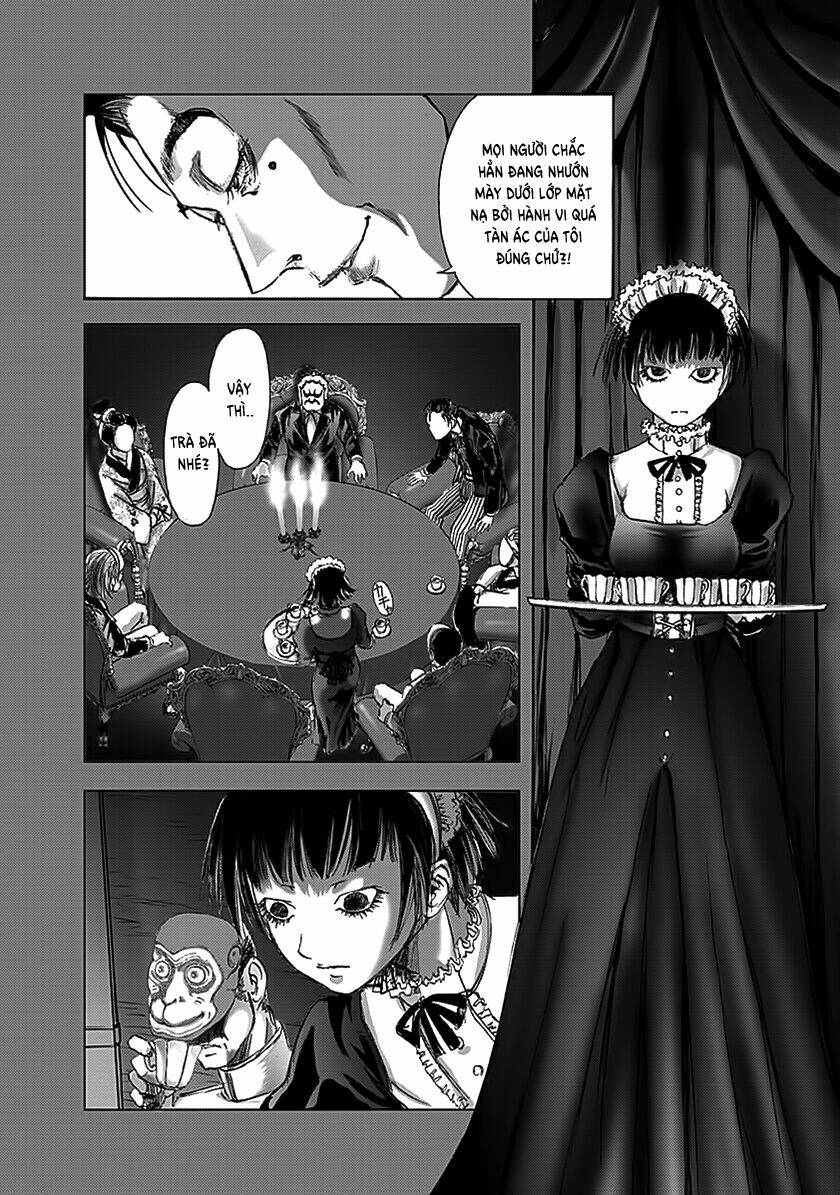 MỌI NGƯỜI CHẮC
HẲN ĐANG NHƯỚN
MÀY DƯỚI LỚP MẶT
NẠ BỞI HÀNH VI QUÁ
TÀN ÁC CỦA TÔI
ĐÚNG CHỨ?!
VẬY
THÌ..
TRÀ ĐÃ
NHÉ?